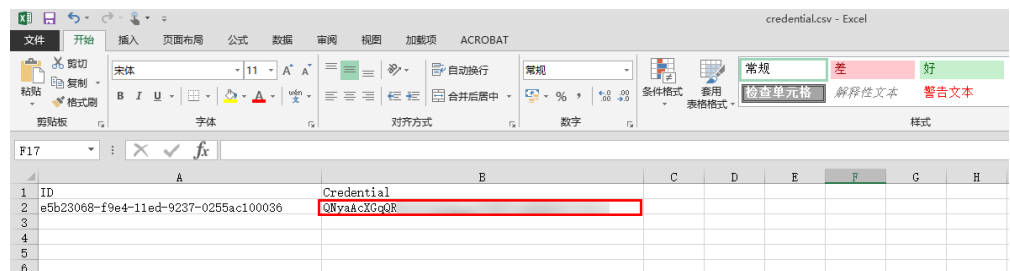 credential.csv - Excel
文件 开始 插入 页面布局 公式 数据 审阅 视图 加载项 ACROBAT
剪切 宋体 11 A A 自动换行 常规 常规 差 好
粘贴 复制 条件格式 套用
格式刷 B I U A wén 文 合并后居中 % 表格格式 检查单元格 解释性文本 警告文本
剪贴板 字体 对齐方式 数字 样式
F17 fx
A B C D E F G H
1 ID Credential
2 e5b23068-f9e4-11ed-9237-0255ac100036 QNyaAcXGqQR
3
4
5
6